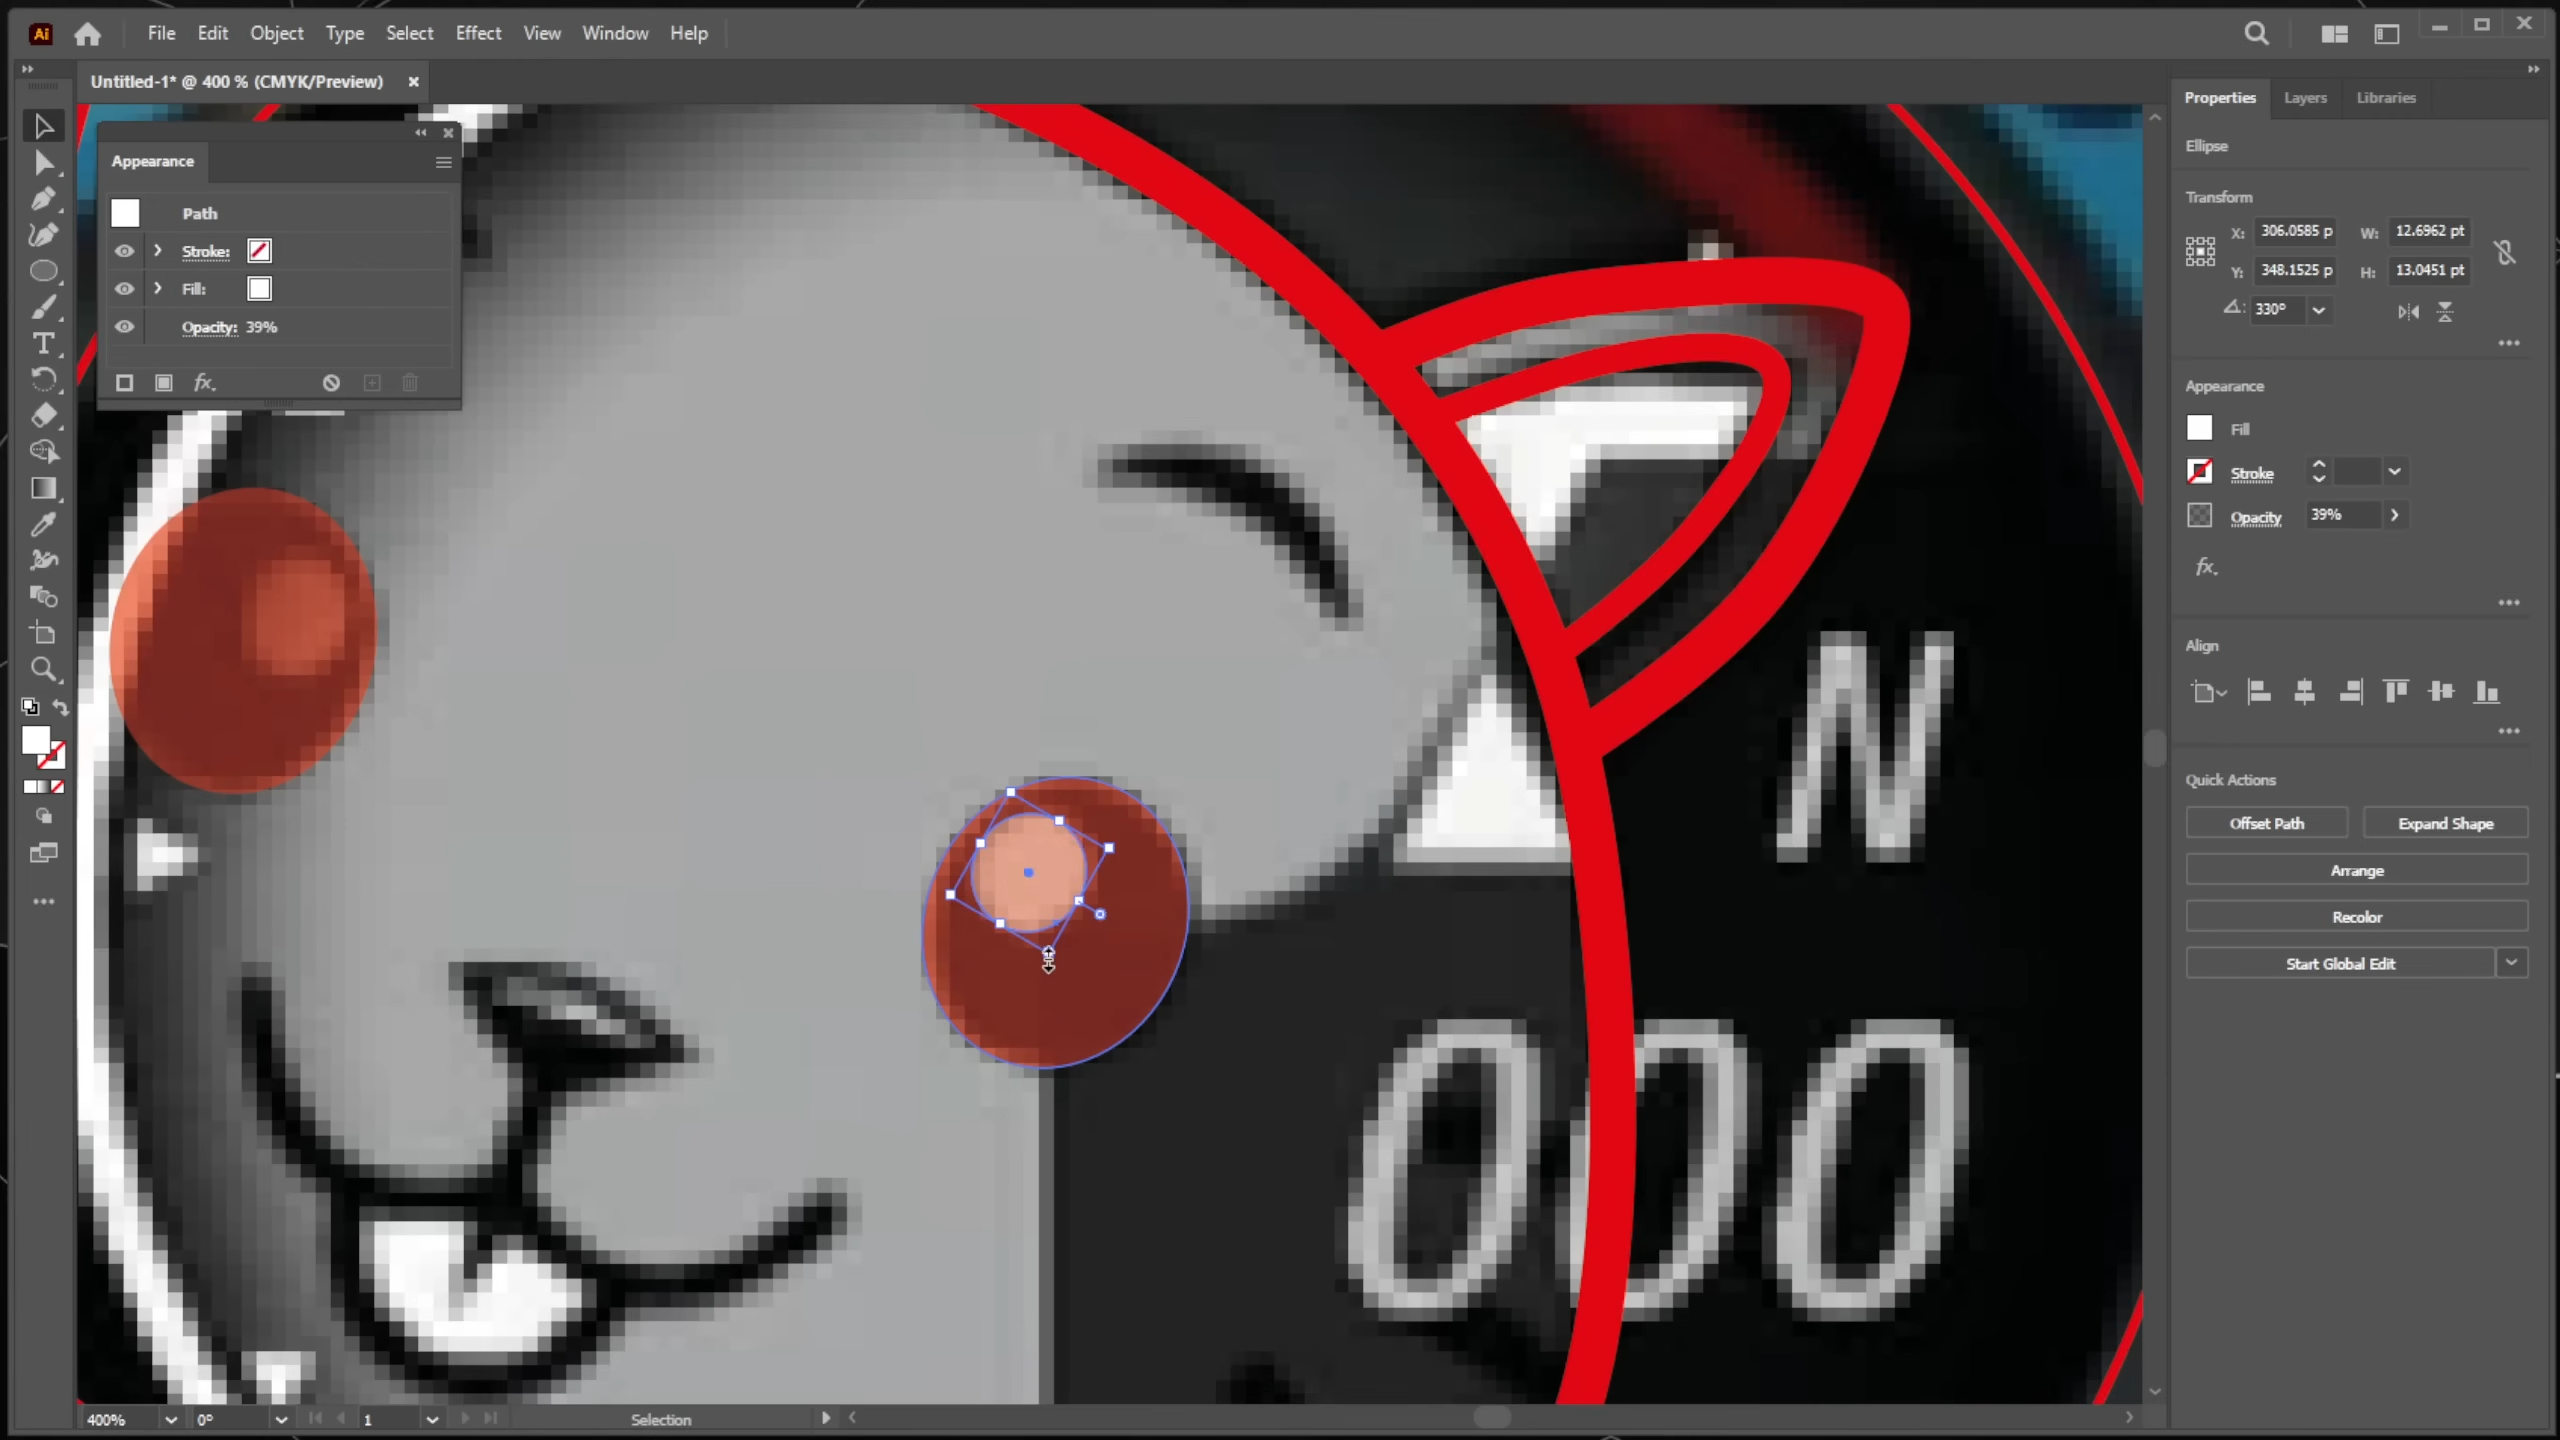 Ai File Edit Object Type Select Effect View Window Help
Untitled-1* @ 400 % (CMYK/Preview)
Appearance
Path
Stroke:
Fill:
Opacity: 39%
fx.
N
000
400% 0° 1 Selection
Properties Layers Libraries
Ellipse
Transform
X: 306.0585 p W: 12.6962 pt
Y: 348.1525 p H: 13.0451 pt
330°
Appearance
Fill
Stroke
Opacity 39%
fx.
Align
Quick Actions
Offset Path Expand Shape
Arrange
Recolor
Start Global Edit